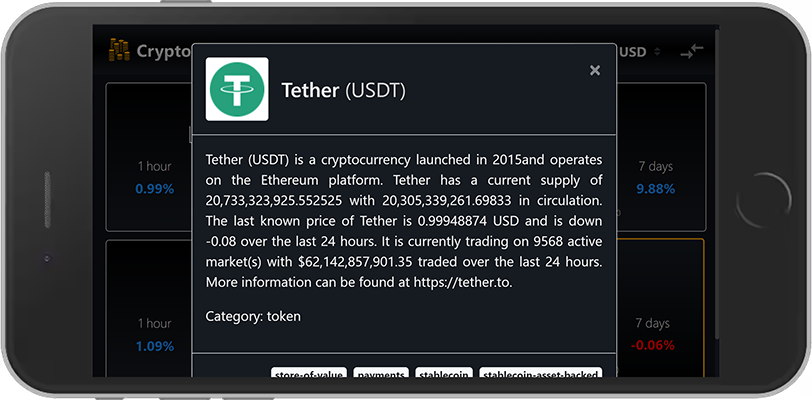 Crypto
USD
Tether (USDT)
×
Tether (USDT) is a cryptocurrency launched in 2015and operates
on the Ethereum platform. Tether has a current supply of
20,733,323,925.552525 with 20,305,339,261.69833 in circulation.
The last known price of Tether is 0.99948874 USD and is down
-0.08 over the last 24 hours. It is currently trading on 9568 active
market(s) with $62,142,857,901.35 traded over the last 24 hours.
More information can be found at https://tether.to.
Category: token
store-of-value payments stablecoin stablecoin-asset-backed
1 hour
0.99%
7 days
9.88%
1 hour
1.09%
7 days
-0.06%